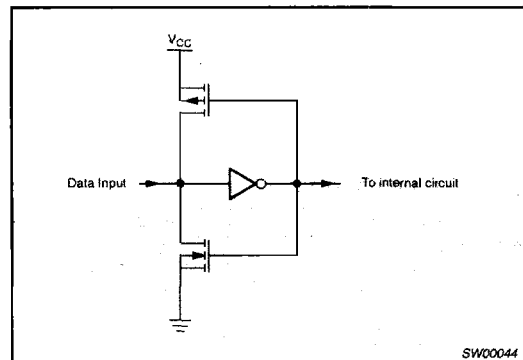 VCC
Data Input
To internal circuit
SW00044